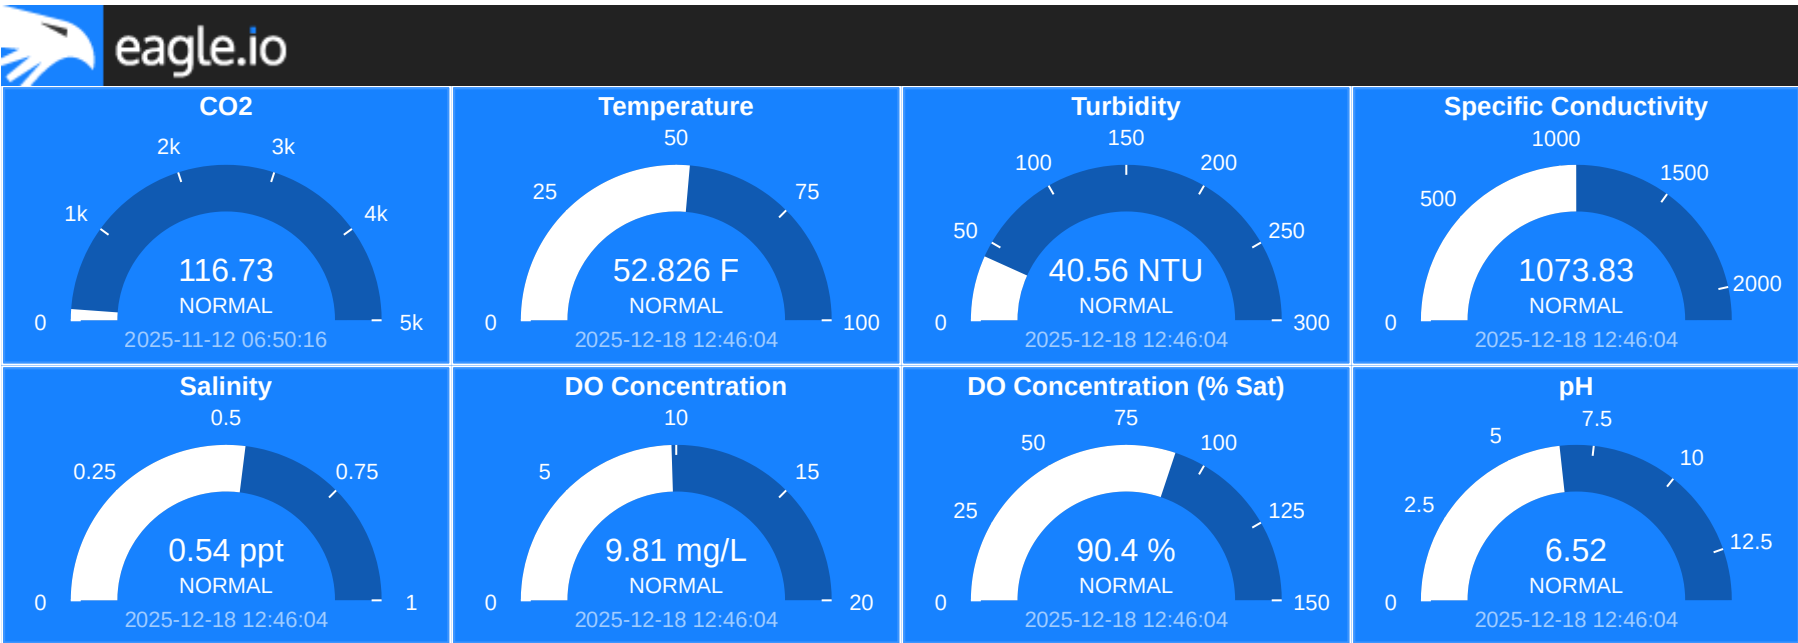 eagle.io
CO2
0
1k
2k
3k
4k
5k
116.73
NORMAL
2025-11-12 06:50:16
Temperature
0
25
50
75
100
52.826 F
NORMAL
2025-12-18 12:46:04
Turbidity
0
50
100
150
200
250
300
40.56 NTU
NORMAL
2025-12-18 12:46:04
Specific Conductivity
0
500
1000
1500
2000
1073.83
NORMAL
2025-12-18 12:46:04
Salinity
0
0.25
0.5
0.75
1
0.54 ppt
NORMAL
2025-12-18 12:46:04
DO Concentration
0
5
10
15
20
9.81 mg/L
NORMAL
2025-12-18 12:46:04
DO Concentration (% Sat)
0
25
50
75
100
125
150
90.4 %
NORMAL
2025-12-18 12:46:04
pH
0
2.5
5
7.5
10
12.5
6.52
NORMAL
2025-12-18 12:46:04